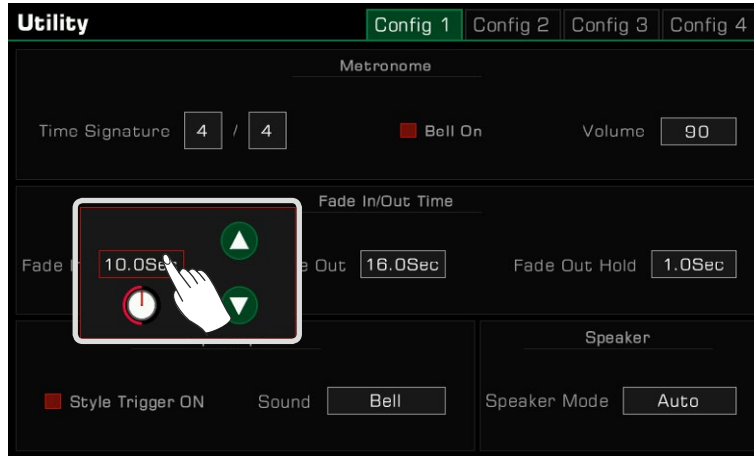 Utility Config 1 Config 2 Config 3 Config 4
Metronome
Time Signature 4 / 4 Bell On Volume 90
Fade In/Out Time
Fade 10.0Sec Out 16.0Sec Fade Out Hold 1.0Sec
Speaker
Style Trigger ON Sound Bell Speaker Mode Auto